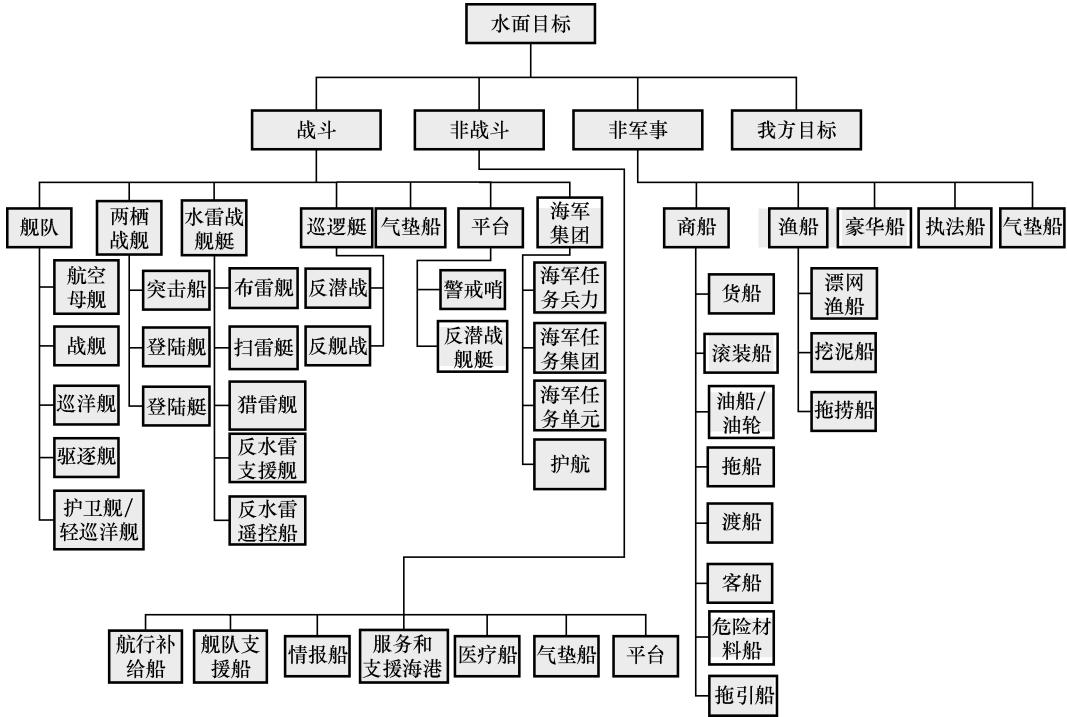 水面目标
战斗
非战斗
非军事
我方目标
舰队
两栖
战舰
水雷战
舰艇
巡逻艇
气垫船
平台
海军
集团
商船
渔船
豪华船
执法船
气垫船
航空
母舰
战舰
巡洋舰
驱逐舰
护卫舰/
轻巡洋舰
突击船
登陆舰
登陆艇
布雷舰
扫雷艇
猎雷舰
反水雷
支援舰
反水雷
遥控船
反潜战
反舰战
警戒哨
反潜战
舰艇
海军任
务兵力
海军任
务集团
海军任
务单元
护航
货船
滚装船
油船/
油轮
拖船
渡船
客船
危险材
料船
拖引船
漂网
渔船
挖泥船
拖捞船
航行补
给船
舰队支
援船
情报船
服务和
支援海港
医疗船
气垫船
平台